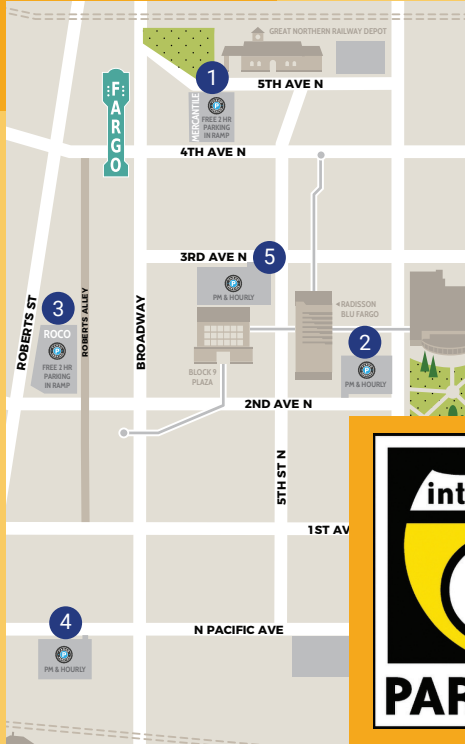 GREAT NORTHERN RAILWAY DEPOT
1
5TH AVE N
MERCANTILE
FREE 2 HR
PARKING
IN RAMP
FARGO
4TH AVE N
3RD AVE N
5
PM & HOURLY
ROBERTS ST
3
ROCO
FREE 2 HR
PARKING
IN RAMP
ROBERTS ALLEY
BROADWAY
RADISSON
BLU FARGO
2
PM & HOURLY
BLOCK 9
PLAZA
2ND AVE N
5TH ST N
1ST AV
4
PM & HOURLY
N PACIFIC AVE
int
PAR